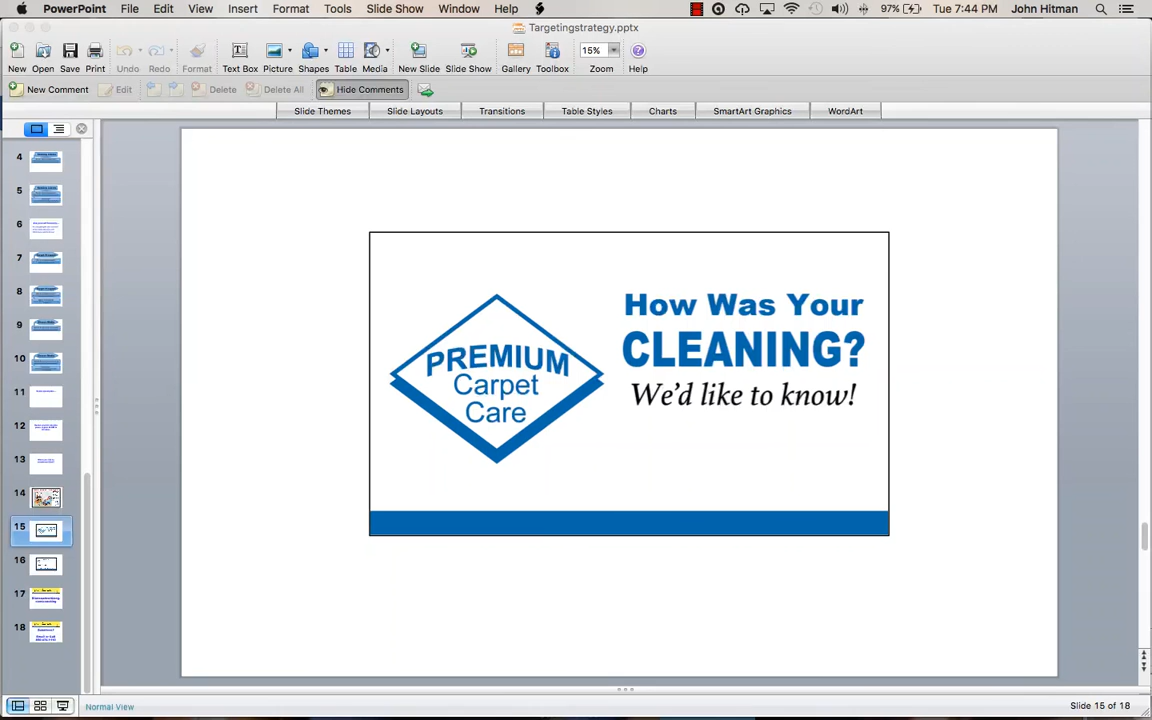 PowerPoint File Edit View Insert Format Tools Slide Show Window Help 97% Tue 7:44 PM John Hitman
Targetingstrategy.pptx
15%
New Open Save Print Undo Redo Format Text Box Picture Shapes Table Media New Slide Slide Show Gallery Toolbox Zoom Help
New Comment Edit Delete Delete All Hide Comments
Slide Themes Slide Layouts Transitions Table Styles Charts SmartArt Graphics WordArt
4
5
6
7
8
9
10
11
12
13
14
15
16
17
18
PREMIUM
Carpet
Care
How Was Your
CLEANING?
We'd like to know!
Normal View
Slide 15 of 18